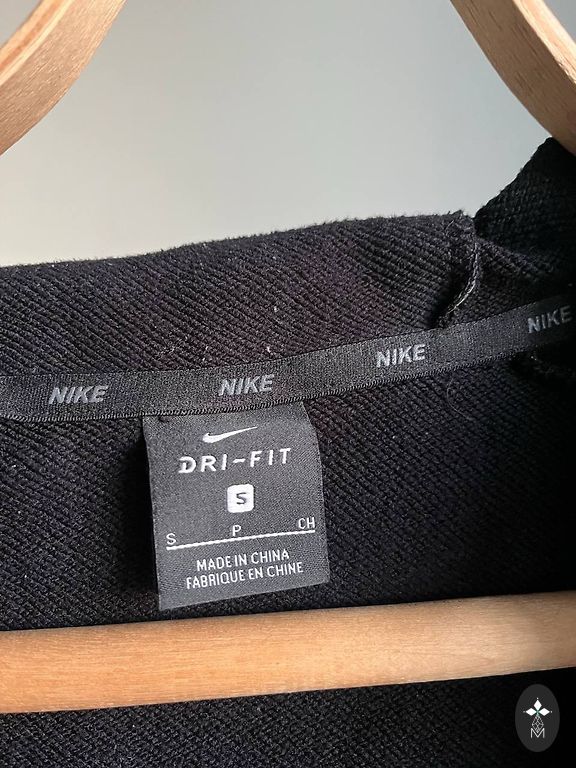 NIKE NIKE NIKE NIKE
DRI-FIT
S
S P CH
MADE IN CHINA
FABRIQUE EN CHINE
M